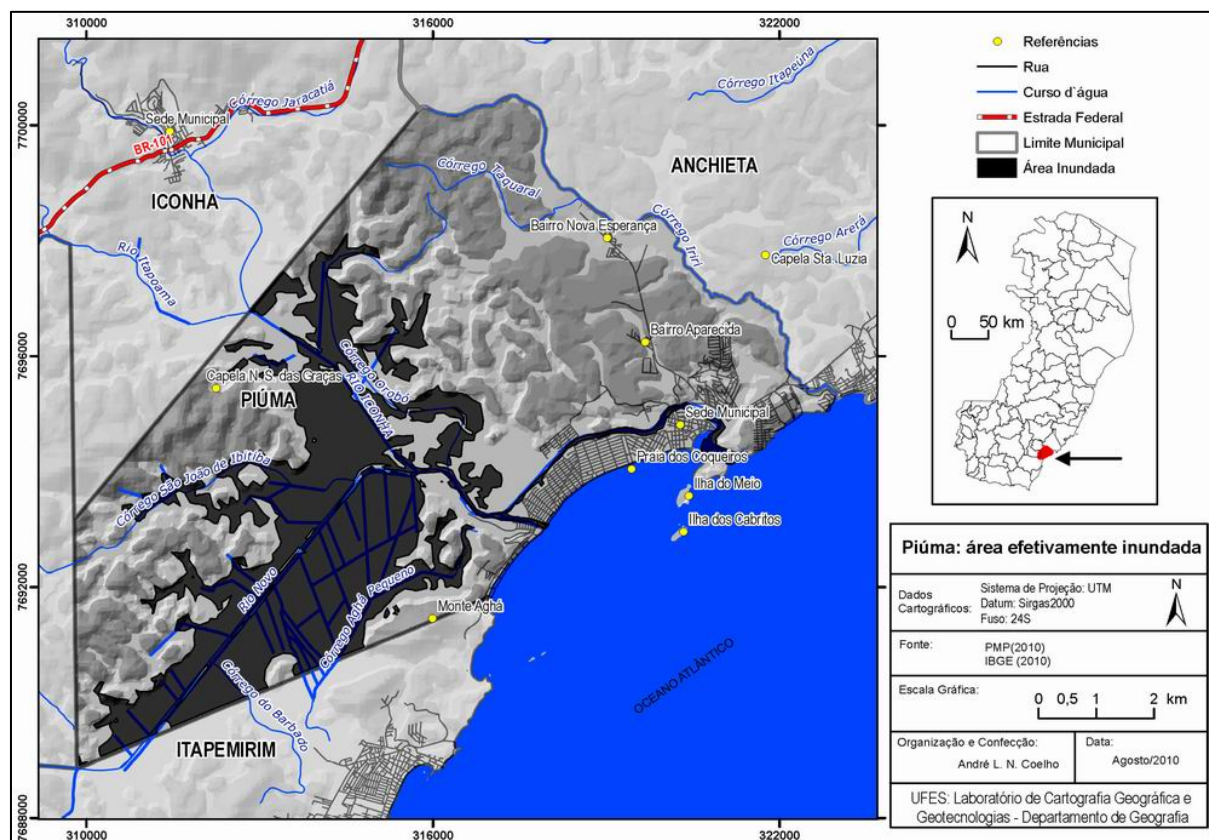 310000
316000
322000
7700000
7696000
7692000
7688000
310000
316000
322000
Córrego Jaracatiá
Sede Municipal
BR-101
ICONHA
Rio Itapoama
Córrego Itapeúna
ANCHIETA
Córrego Taquaral
Bairro Nova Esperança
Córrego Iriri
Córrego Arerá
Capela Sta. Luzia
Bairro Aparecida
Capela N. S. das Graças
PIÚMA
Córrego Orobó
RIO ICONHA
Sede Municipal
Praia dos Coqueiros
Ilha do Meio
Ilha dos Cabritos
Córrego São João de Ibitiba
Rio Novo
Córrego Aghá Pequeno
Monte Aghá
Córrego do Barbado
ITAPEMIRIM
OCEANO ATLÂNTICO
Referências
Rua
Curso d`água
Estrada Federal
Limite Municipal
Área Inundada
N
0 50 km
Piúma: área efetivamente inundada
Dados Cartográficos:
Sistema de Projeção: UTM
Datum: Sirgas2000
Fuso: 24S
N
Fonte:
PMP(2010)
IBGE (2010)
Escala Gráfica:
0 0,5 1 2 km
Organização e Confecção:
André L. N. Coelho
Data:
Agosto/2010
UFES: Laboratório de Cartografia Geográfica e
Geotecnologias - Departamento de Geografia